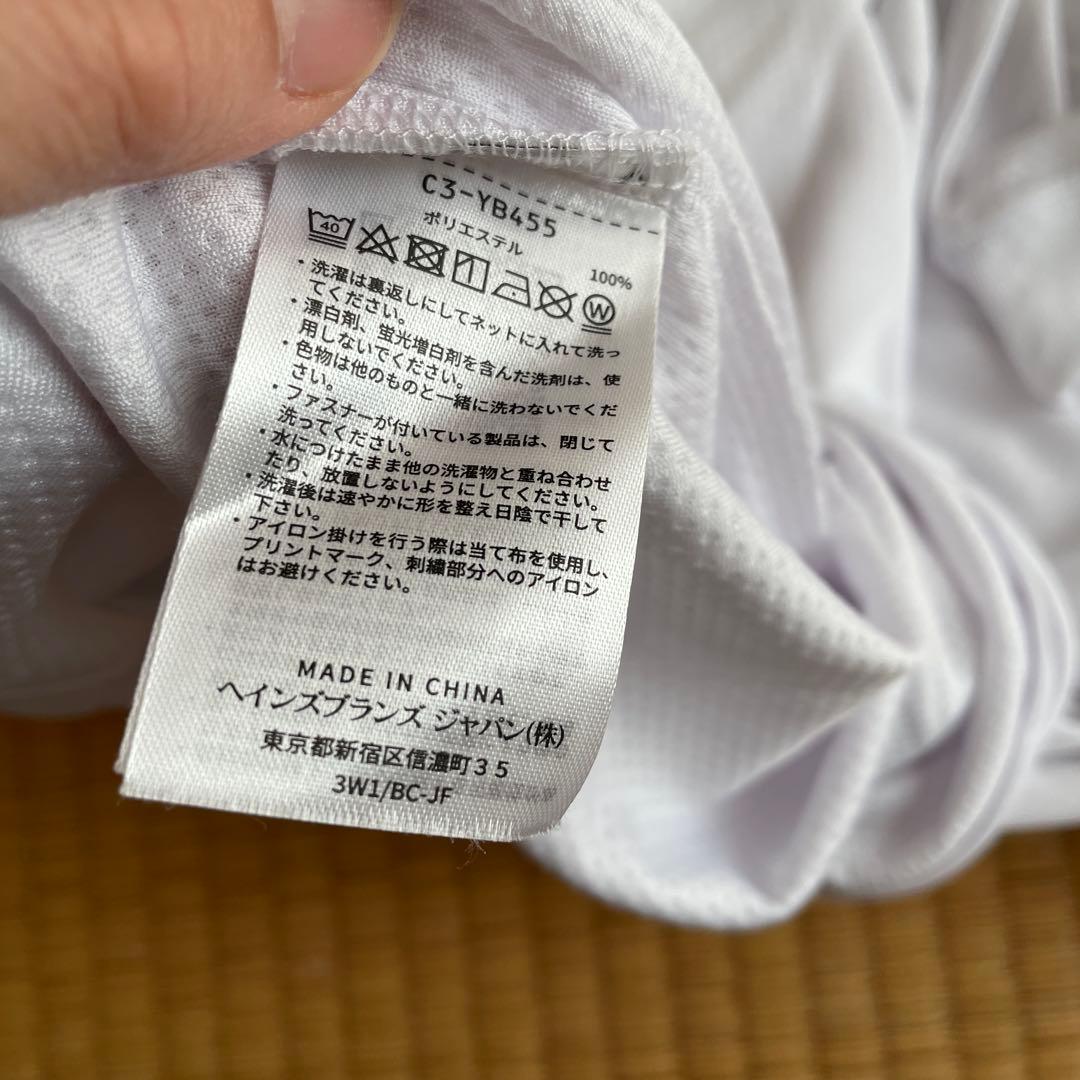 C3-YB455
ポリエステル 100%
40
W
・洗濯は裏返しにしてネットに入れて洗っ
てください。
・漂白剤、蛍光増白剤を含んだ洗剤は、使
用しないでください。
・色物は他のものと一緒に洗わないでくだ
さい。
・ファスナーが付いている製品は、閉じて
洗ってください。
・水につけたまま他の洗濯物と重ね合わせ
たり、放置しないようにしてください。
・洗濯後は速やかに形を整え日陰で干して
下さい。
・アイロン掛けを行う際は当て布を使用し、
プリントマーク、刺繍部分へのアイロン
はお避けください。
MADE IN CHINA
ヘインズブランズ ジャパン(株)
東京都新宿区信濃町35
3W1/BC-JF